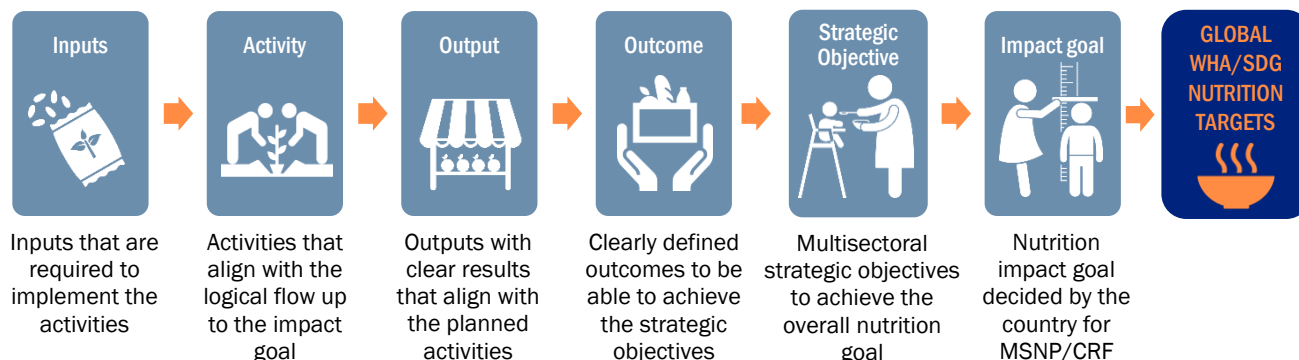 Inputs
Activity
Output
Outcome
Strategic
Objective
Impact goal
GLOBAL
WHA/SDG
NUTRITION
TARGETS
Inputs that are
required to
implement the
activities
Activities that
align with the
logical flow up
to the impact
goal
Outputs with
clear results
that align with
the planned
activities
Clearly defined
outcomes to be
able to achieve
the strategic
objectives
Multisectoral
strategic objectives
to achieve the
overall nutrition
goal
Nutrition
impact goal
decided by the
country for
MSNP/CRF